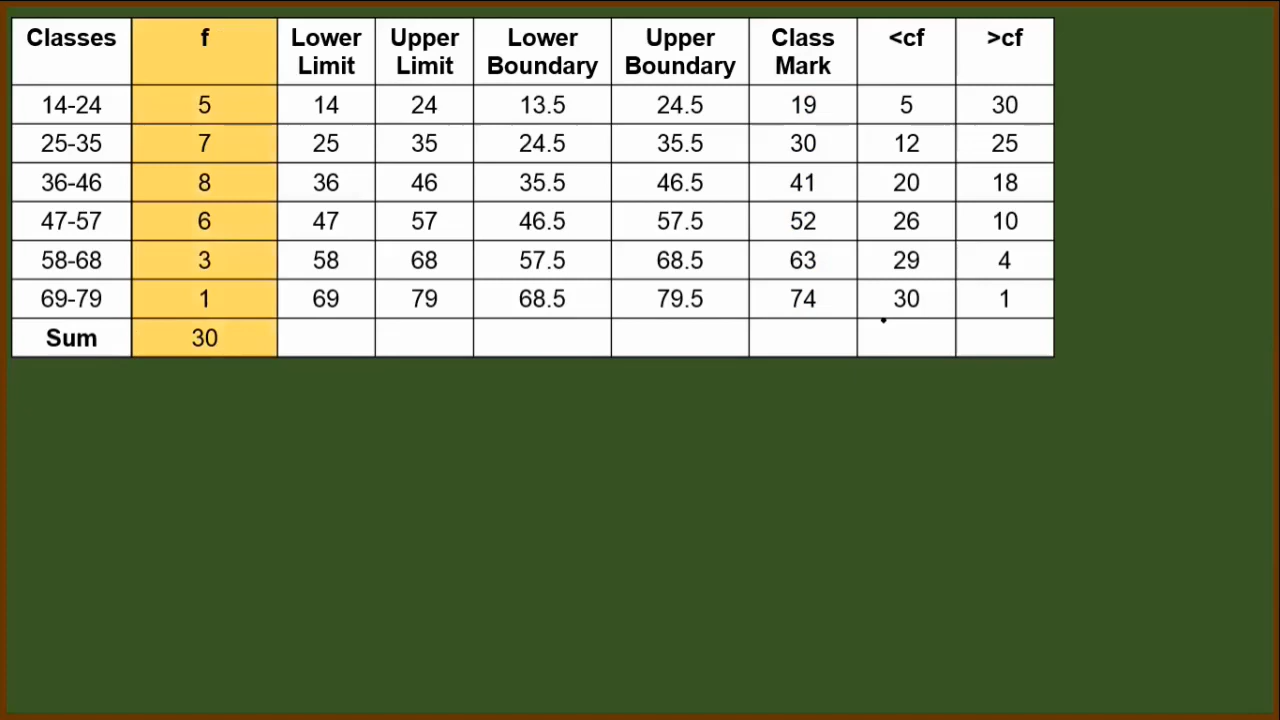 Classes f Lower Limit Upper Limit Lower Boundary Upper Boundary Class Mark <cf >cf
14-24 5 14 24 13.5 24.5 19 5 30
25-35 7 25 35 24.5 35.5 30 12 25
36-46 8 36 46 35.5 46.5 41 20 18
47-57 6 47 57 46.5 57.5 52 26 10
58-68 3 58 68 57.5 68.5 63 29 4
69-79 1 69 79 68.5 79.5 74 30 1
Sum 30